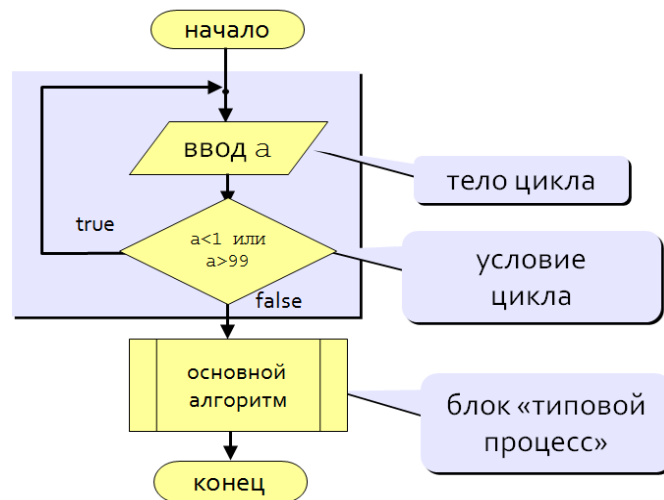 начало
ввод a
тело цикла
true
a<1 или
a>99
условие
цикла
false
основной
алгоритм
блок «типовой
процесс»
конец